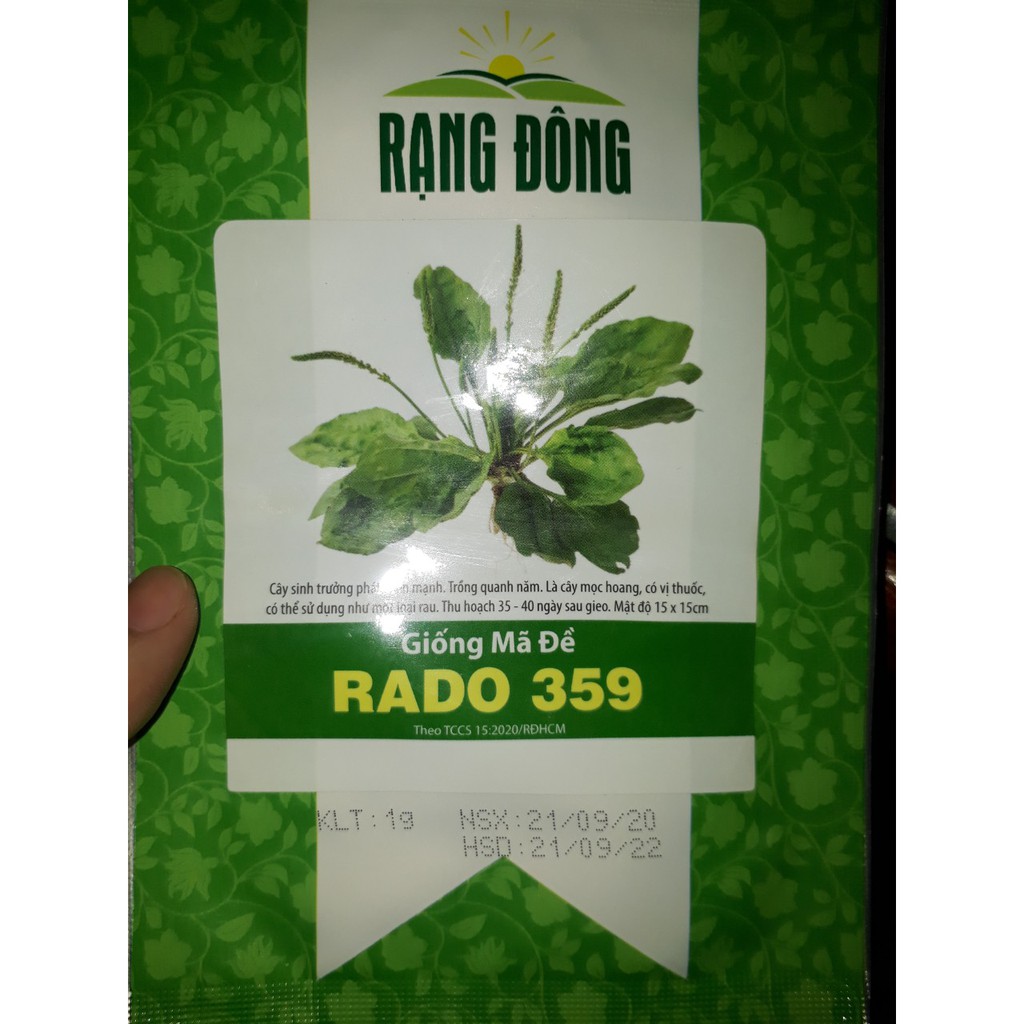 RẠNG ĐÔNG
Cây sinh trưởng mạnh. Trồng quanh năm. Là cây mọc hoang, có vị thuốc,
có thể sử dụng như mọi loại rau. Thu hoạch 35 - 40 ngày sau gieo. Mật độ 15 x 15cm
Giống Mã Đề
RADO 359
Theo TCCS 15:2020/RĐHCM
KLT:1g NSX:21/09/20
HSD:21/09/22